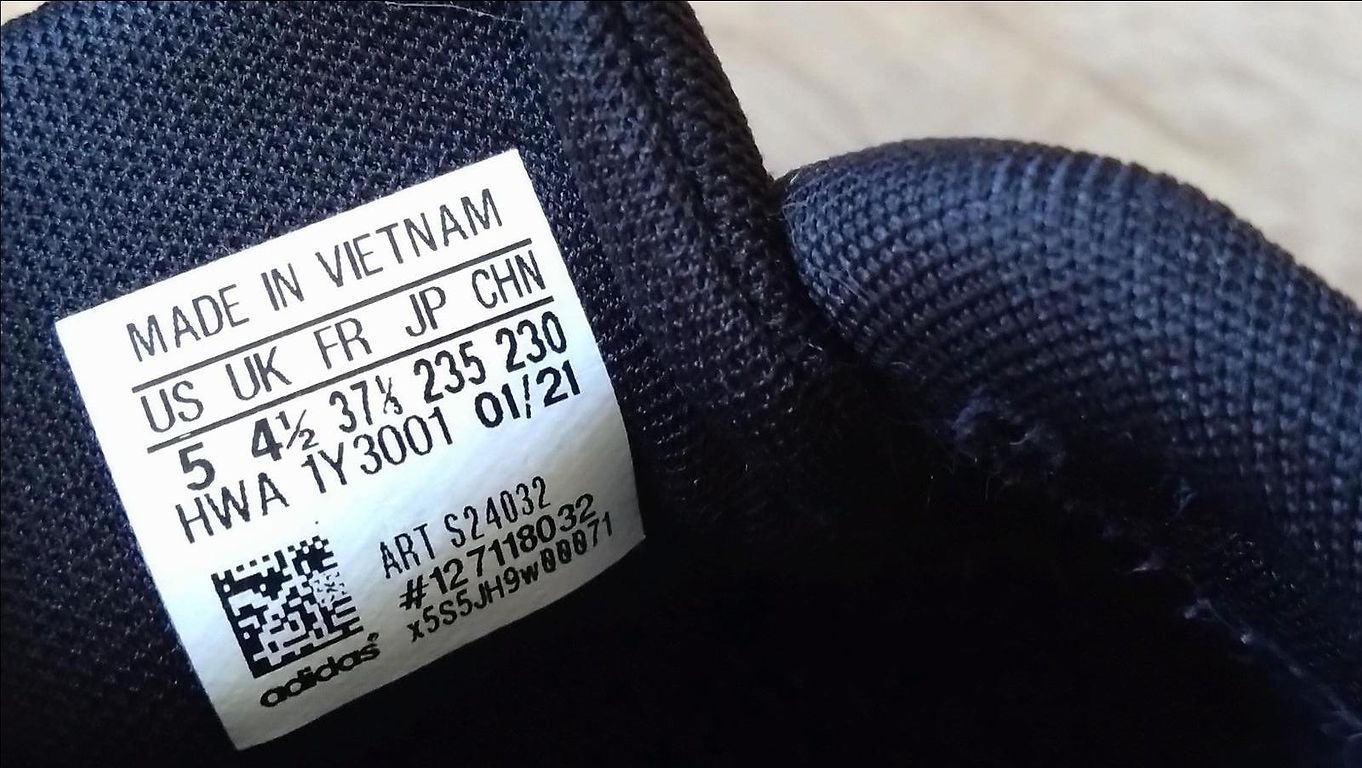 MADE IN VIETNAM
US UK FR JP CHN
5 4½ 37⅓ 235 230
HWA 1Y3001 01/21
ART S24032
#127118032
x5S5JH9w00071
adidas